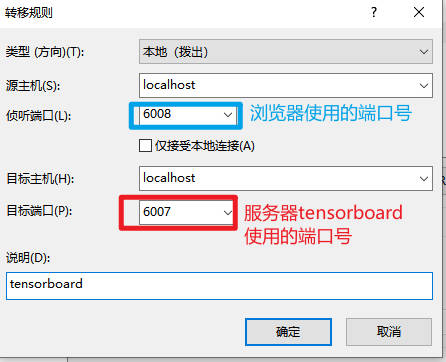 转移规则
类型 (方向)(T):
本地（拨出）
源主机(S):
localhost
侦听端口(L):
6008
浏览器使用的端口号
仅接受本地连接(A)
目标主机(H):
localhost
目标端口(P):
6007
服务器tensorboard
使用的端口号
说明(D):
tensorboard
确定
取消